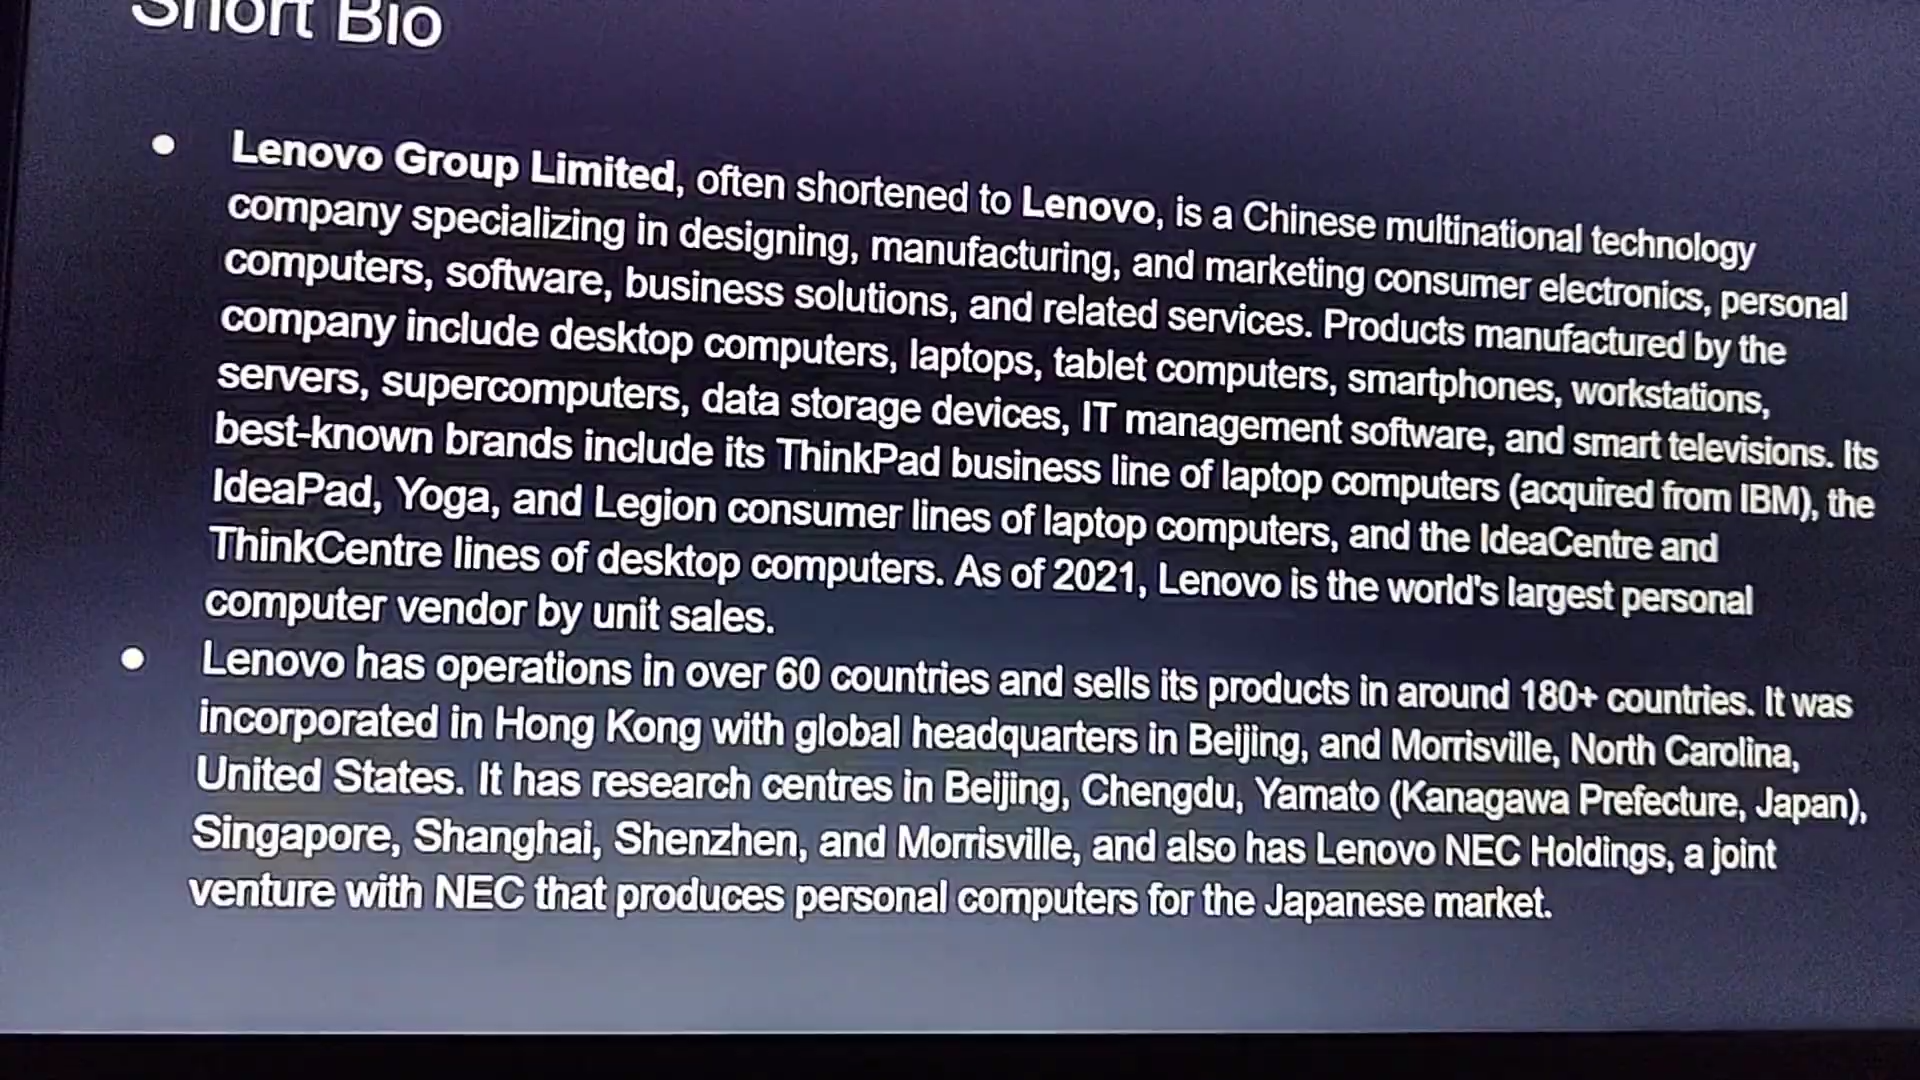 Short Bio
• Lenovo Group Limited, often shortened to Lenovo, is a Chinese multinational technology
company specializing in designing, manufacturing, and marketing consumer electronics, personal
computers, software, business solutions, and related services. Products manufactured by the
company include desktop computers, laptops, tablet computers, smartphones, workstations,
servers, supercomputers, data storage devices, IT management software, and smart televisions. Its
best-known brands include its ThinkPad business line of laptop computers (acquired from IBM), the
IdeaPad, Yoga, and Legion consumer lines of laptop computers, and the IdeaCentre and
ThinkCentre lines of desktop computers. As of 2021, Lenovo is the world's largest personal
computer vendor by unit sales.
• Lenovo has operations in over 60 countries and sells its products in around 180+ countries. It was
incorporated in Hong Kong with global headquarters in Beijing, and Morrisville, North Carolina,
United States. It has research centres in Beijing, Chengdu, Yamato (Kanagawa Prefecture, Japan),
Singapore, Shanghai, Shenzhen, and Morrisville, and also has Lenovo NEC Holdings, a joint
venture with NEC that produces personal computers for the Japanese market.